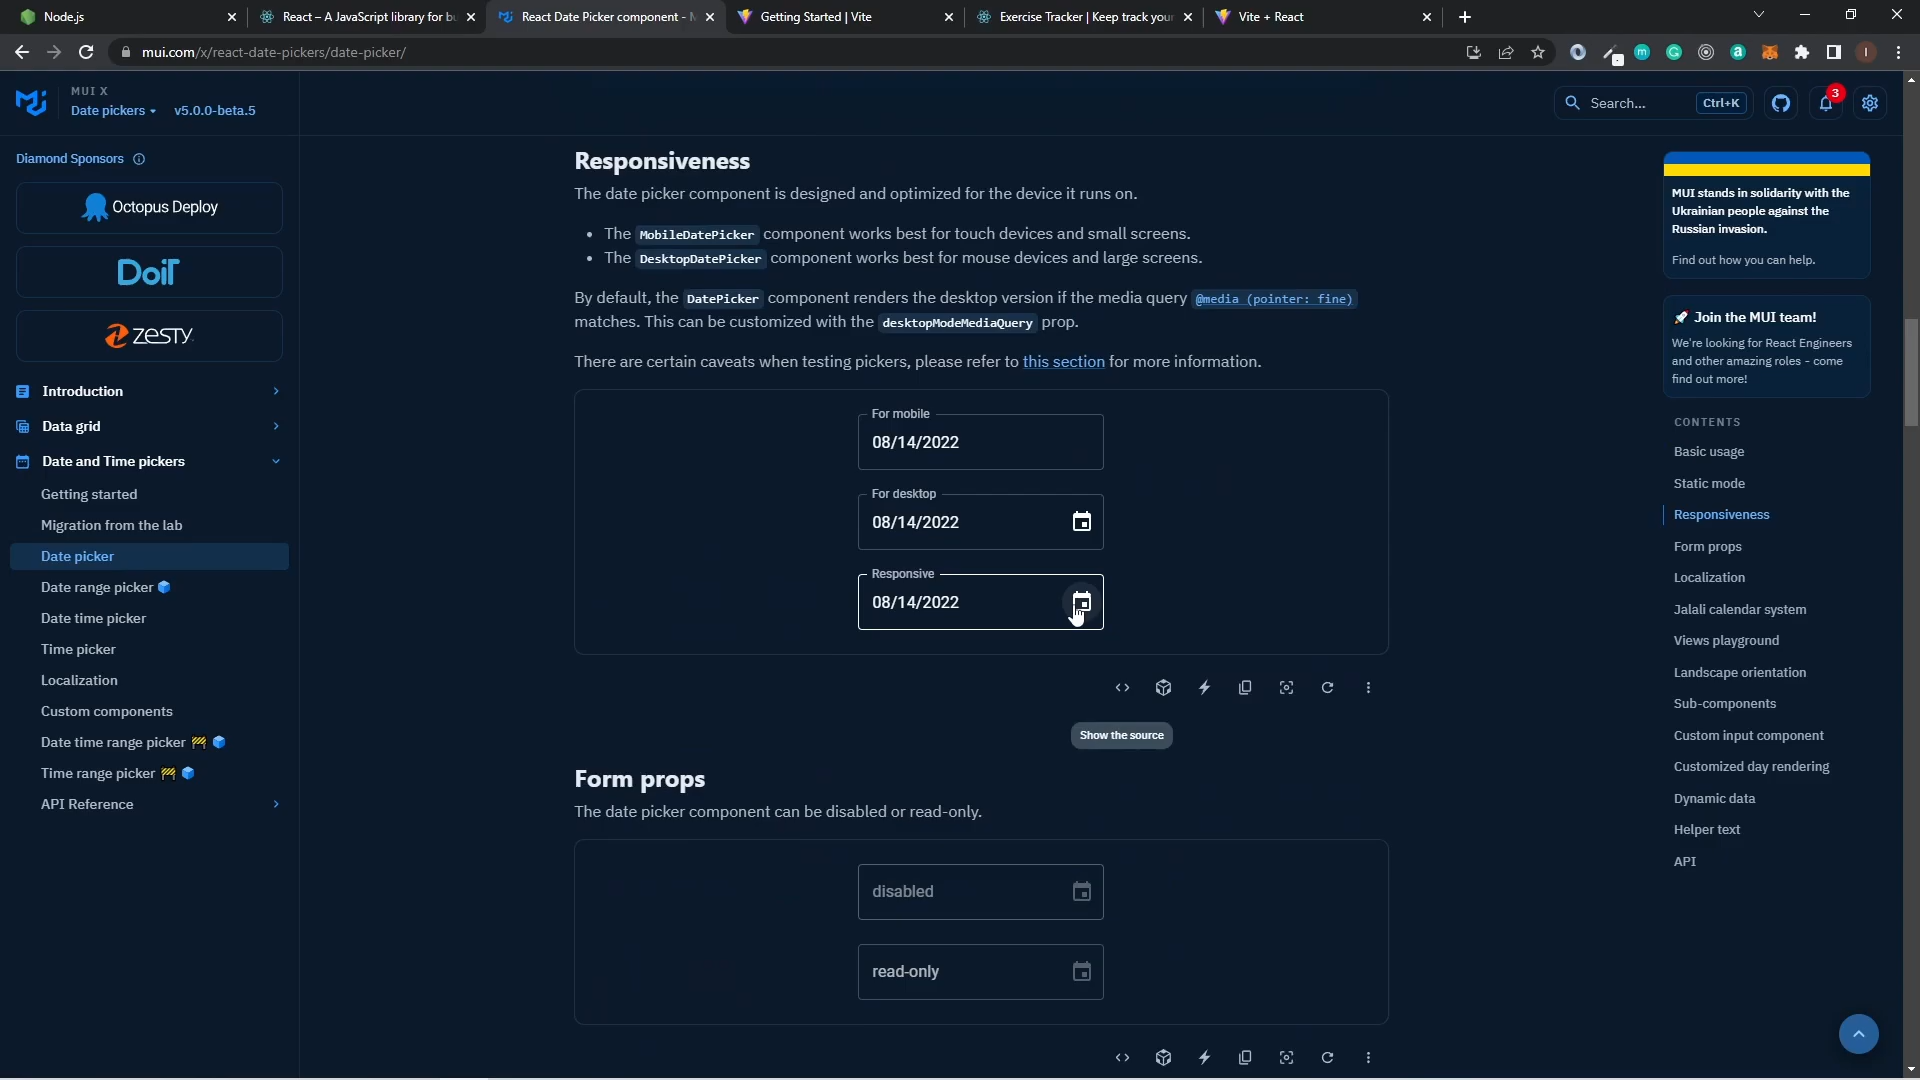 Node.js
React – A JavaScript library for bu
React Date Picker component - M
Getting Started | Vite
Exercise Tracker | Keep track your
Vite + React
mui.com/x/react-date-pickers/date-picker/
MUI X
Date pickers
v5.0.0-beta.5
Search...
Ctrl+K
3
Diamond Sponsors
Octopus Deploy
DoiT
ZESTY
Introduction
Data grid
Date and Time pickers
Getting started
Migration from the lab
Date picker
Date range picker
Date time picker
Time picker
Localization
Custom components
Date time range picker
Time range picker
API Reference
Responsiveness
The date picker component is designed and optimized for the device it runs on.
• The MobileDatePicker component works best for touch devices and small screens.
• The DesktopDatePicker component works best for mouse devices and large screens.
By default, the DatePicker component renders the desktop version if the media query @media (pointer: fine)
matches. This can be customized with the desktopModeMediaQuery prop.
There are certain caveats when testing pickers, please refer to this section for more information.
For mobile
08/14/2022
For desktop
08/14/2022
Responsive
08/14/2022
Show the source
Form props
The date picker component can be disabled or read-only.
disabled
read-only
MUI stands in solidarity with the
Ukrainian people against the
Russian invasion.
Find out how you can help.
🚀 Join the MUI team!
We're looking for React Engineers
and other amazing roles - come
find out more!
CONTENTS
Basic usage
Static mode
Responsiveness
Form props
Localization
Jalali calendar system
Views playground
Landscape orientation
Sub-components
Custom input component
Customized day rendering
Dynamic data
Helper text
API